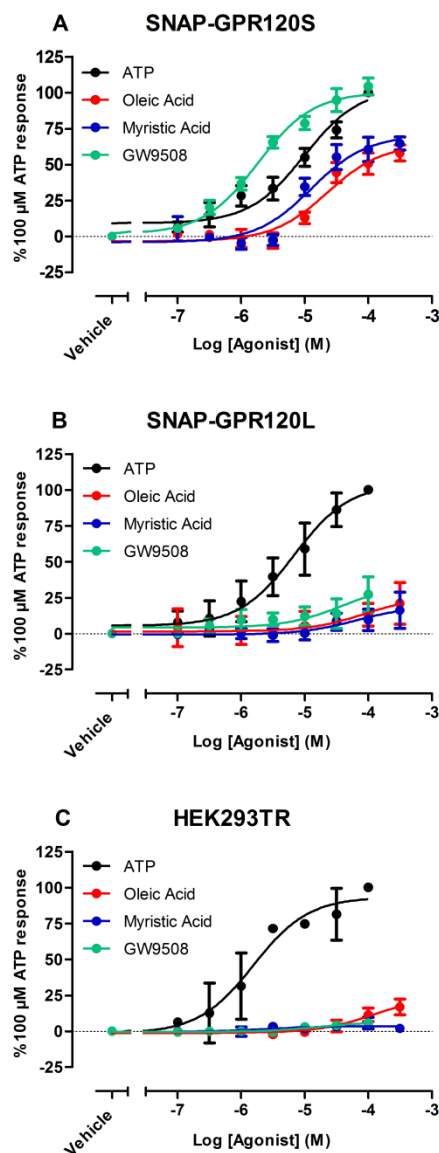 A SNAP-GPR120S
ATP
Oleic Acid
Myristic Acid
GW9508
%100 µM ATP response
125
100
75
50
25
0
25
Vehicle
-7 -6 -5 -4 -3
Log [Agonist] (M)
B SNAP-GPR120L
ATP
Oleic Acid
Myristic Acid
GW9508
%100 µM ATP response
125
100
75
50
25
0
25
Vehicle
-7 -6 -5 -4 -3
Log [Agonist] (M)
C HEK293TR
ATP
Oleic Acid
Myristic Acid
GW9508
%100 µM ATP response
125
100
75
50
25
0
25
Vehicle
-7 -6 -5 -4 -3
Log [Agonist] (M)